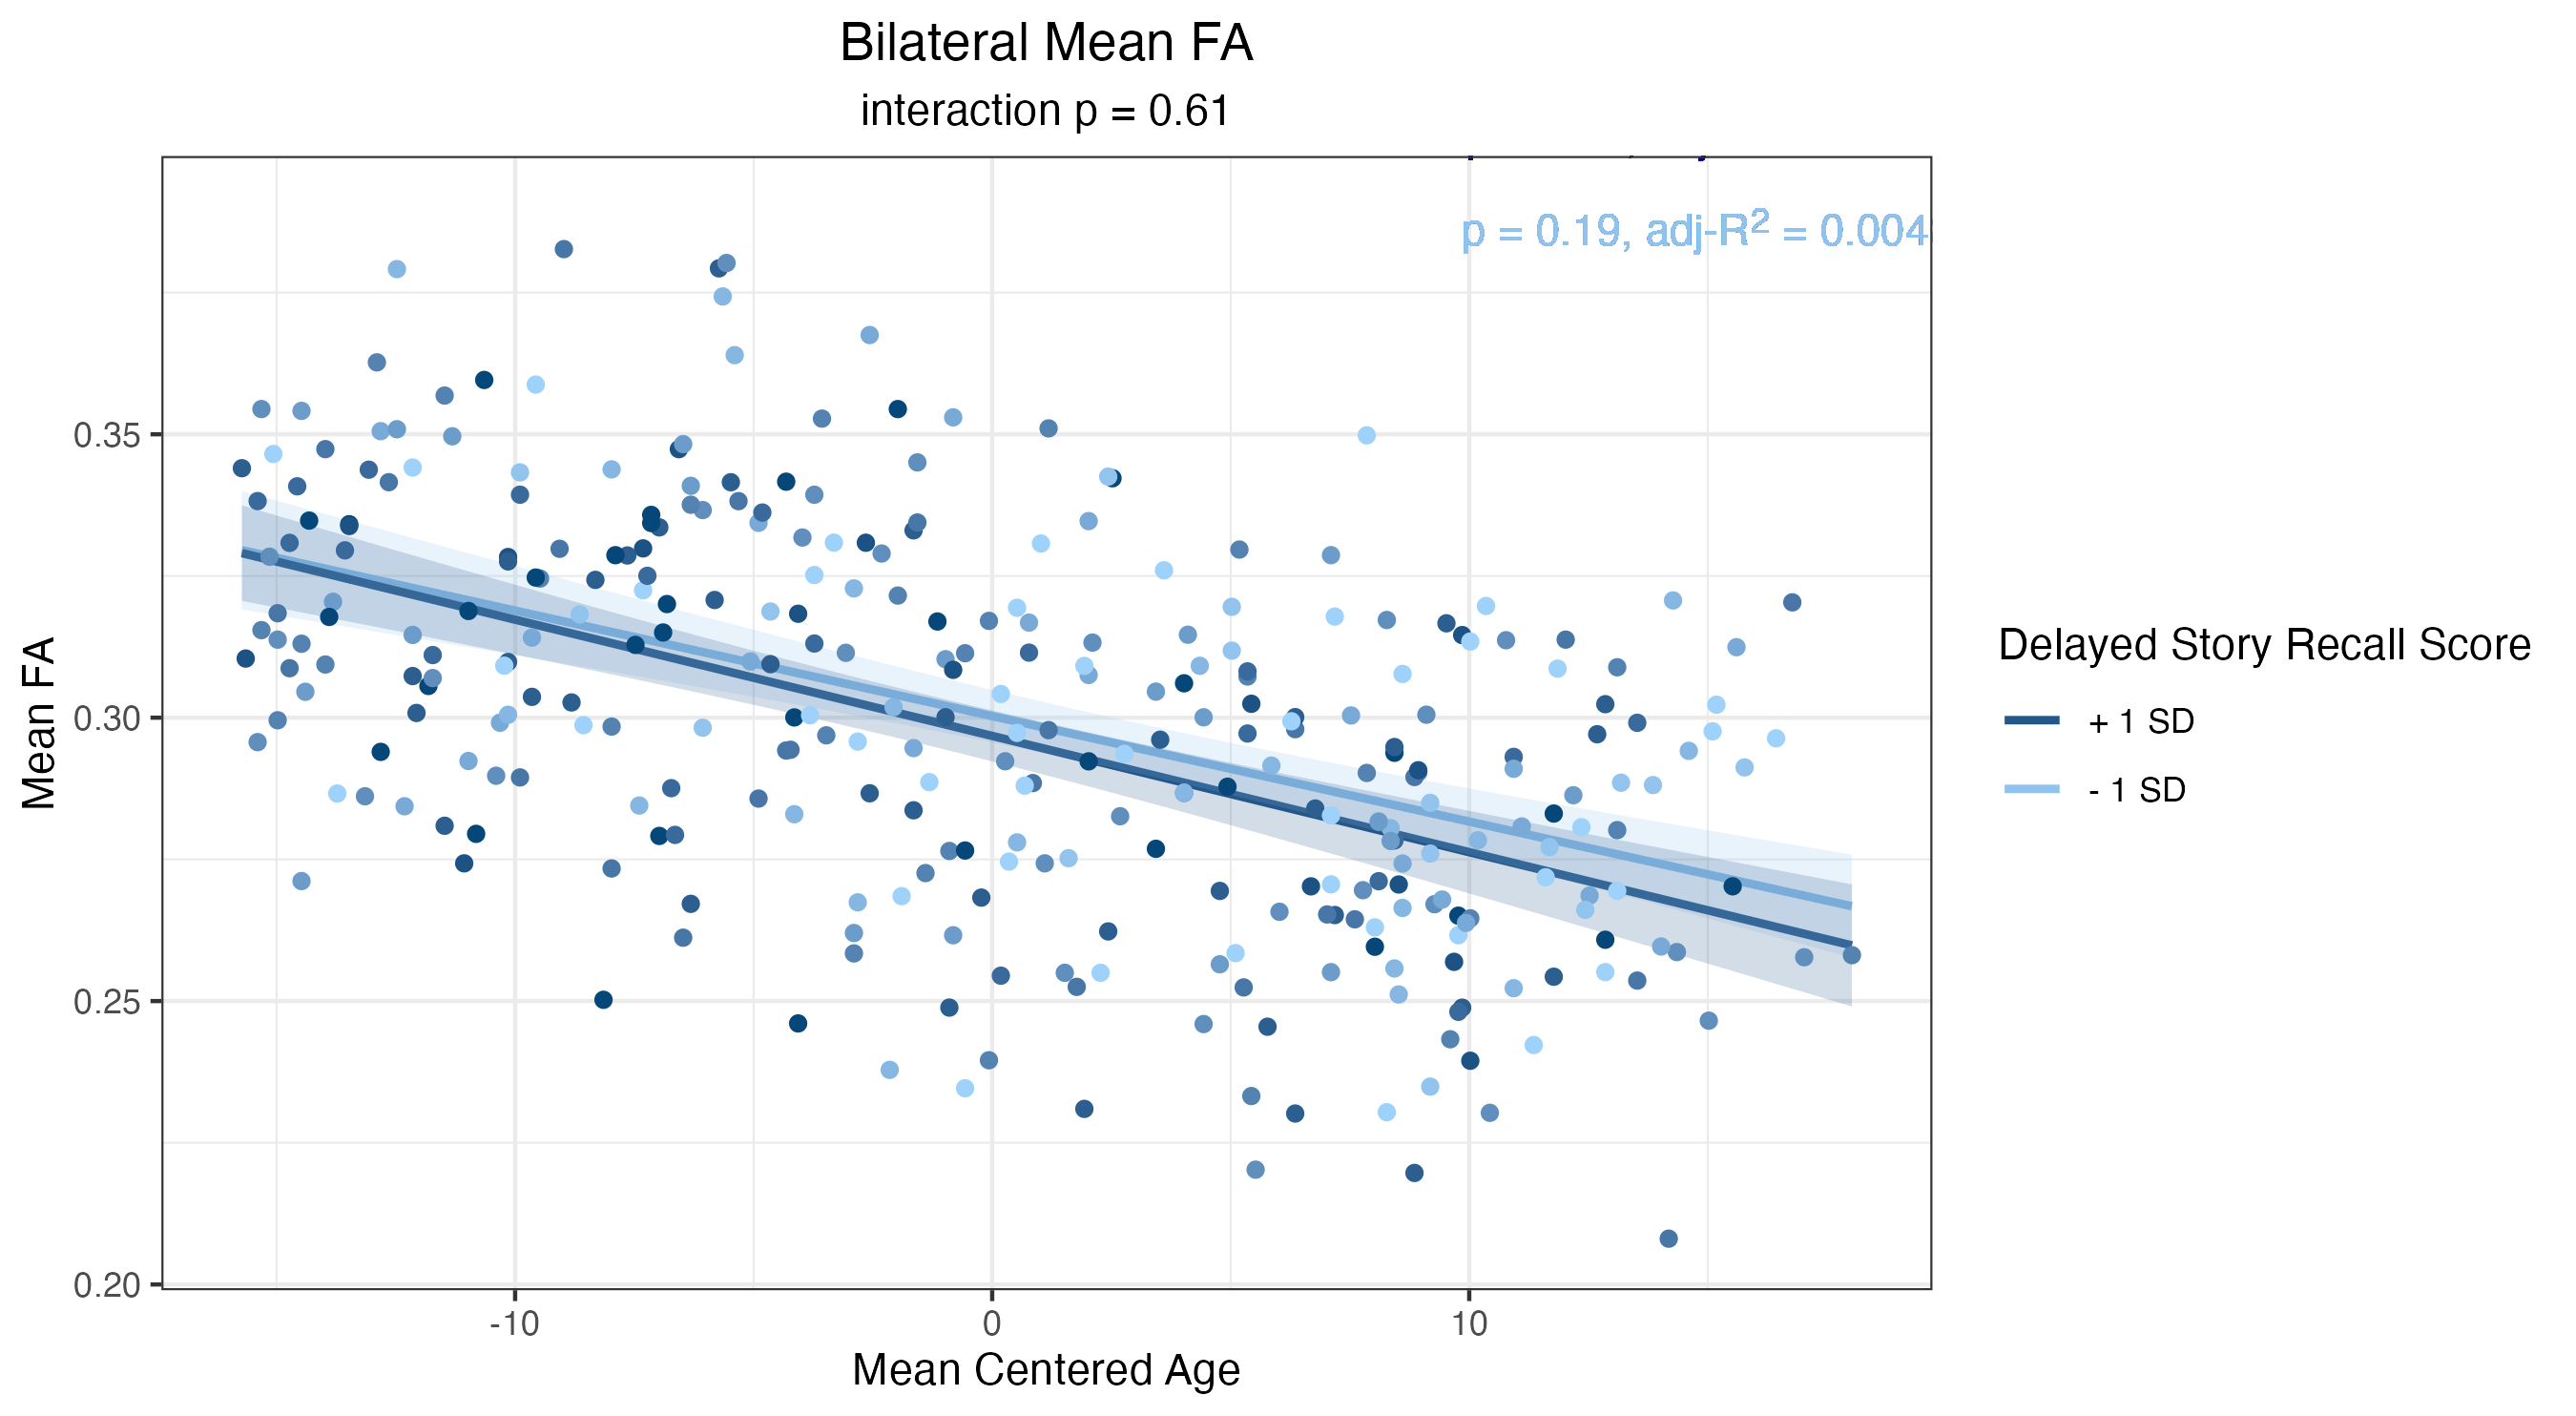 Bilateral Mean FA
interaction p = 0.61
p = 0.19, adj-R² = 0.004
Mean FA
0.35
0.30
0.25
0.20
-10 0 10
Mean Centered Age
Delayed Story Recall Score
+ 1 SD
- 1 SD